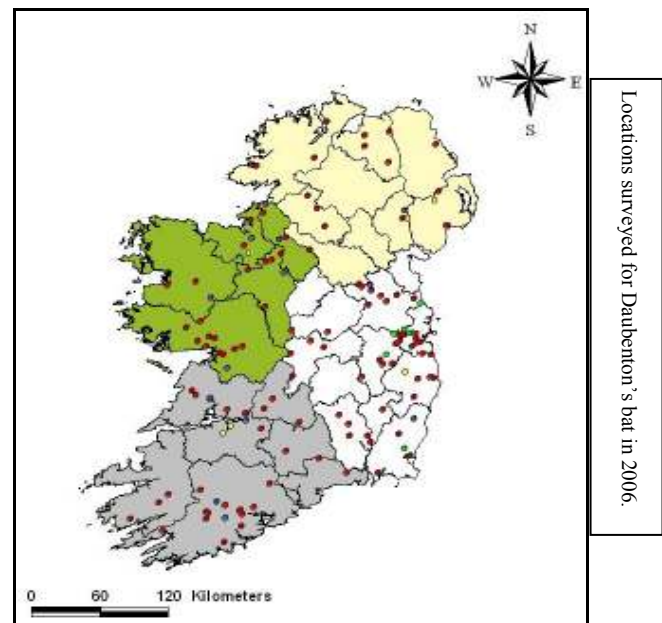 N
W E
S
Locations surveyed for Daubenton's bat in 2006.
0 60 120 Kilometers